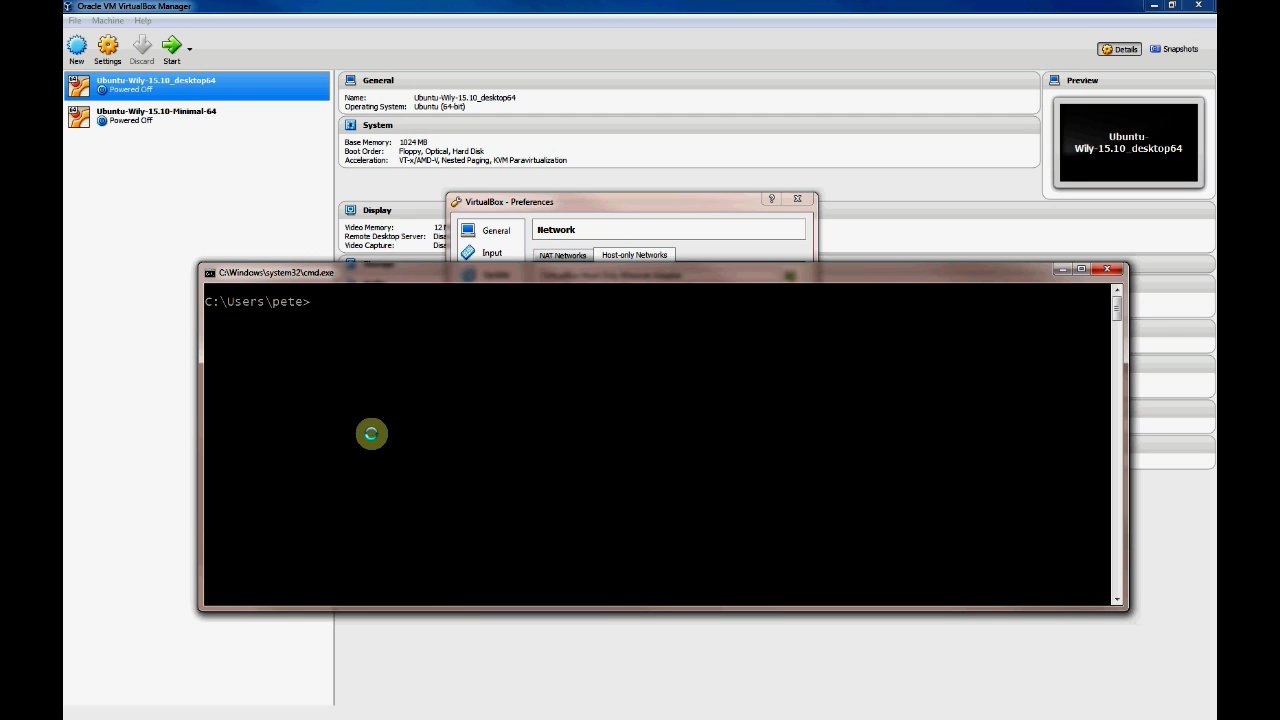 Oracle VM VirtualBox Manager
File Machine Help
New Settings Discard Start
Details Snapshots
Ubuntu-Wily-15.10_desktop64
Powered Off
Ubuntu-Wily-15.10-Minimal-64
Powered Off
General
Name: Ubuntu-Wily-15.10_desktop64
Operating System: Ubuntu (64-bit)
System
Base Memory: 1024 MB
Boot Order: Floppy, Optical, Hard Disk
Acceleration: VT-x/AMD-V, Nested Paging, KVM Paravirtualization
Preview
Ubuntu-
Wily-15.10_desktop64
Display
Video Memory: 12
Remote Desktop Server:
Video Capture:
VirtualBox - Preferences
General
Input
Network
NAT Networks Host-only Networks
C:\Windows\system32\cmd.exe
C:\Users\pete>